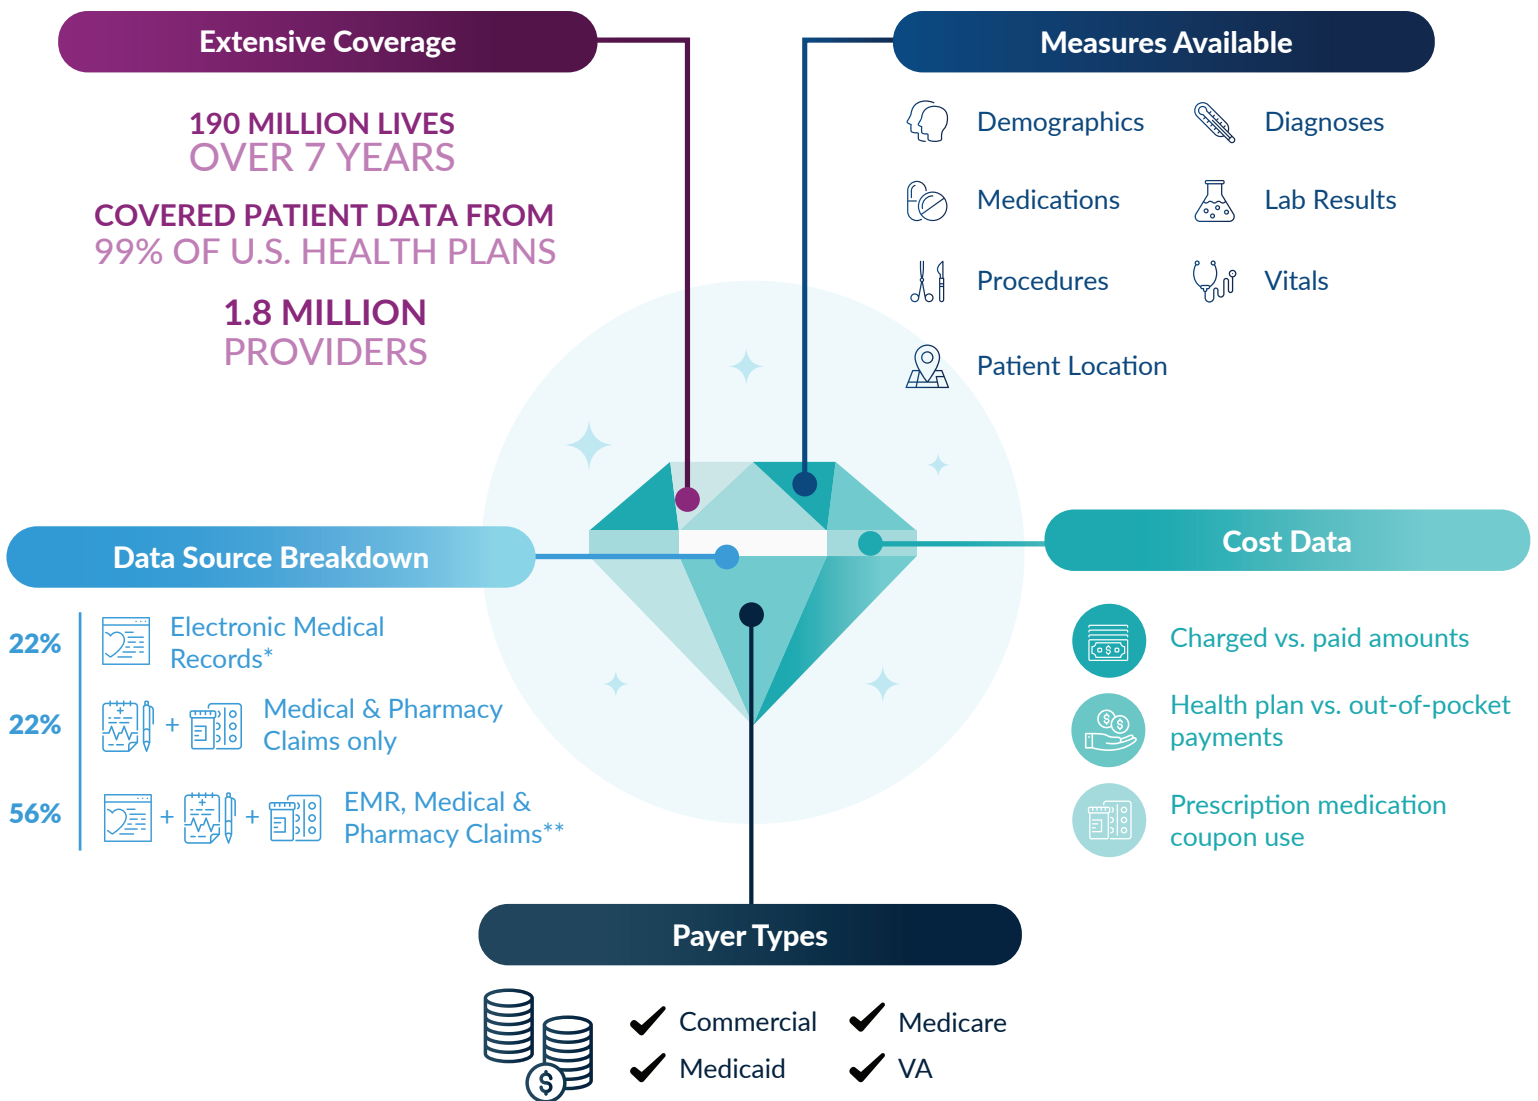 Extensive Coverage
190 MILLION LIVES
OVER 7 YEARS
COVERED PATIENT DATA FROM
99% OF U.S. HEALTH PLANS
1.8 MILLION
PROVIDERS
Measures Available
Demographics
Diagnoses
Medications
Lab Results
Procedures
Vitals
Patient Location
Data Source Breakdown
22%
Electronic Medical
Records*
22%
+
Medical & Pharmacy
Claims only
56%
+ +
EMR, Medical &
Pharmacy Claims**
Cost Data
Charged vs. paid amounts
Health plan vs. out-of-pocket
payments
Prescription medication
coupon use
Payer Types
Commercial
Medicare
Medicaid
VA